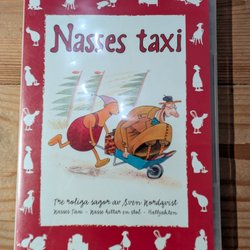 Nasses taxi
Tre roliga sagor av Sven Nordqvist
Nasses Taxi - Nasse hittar en stol - Hattjakten